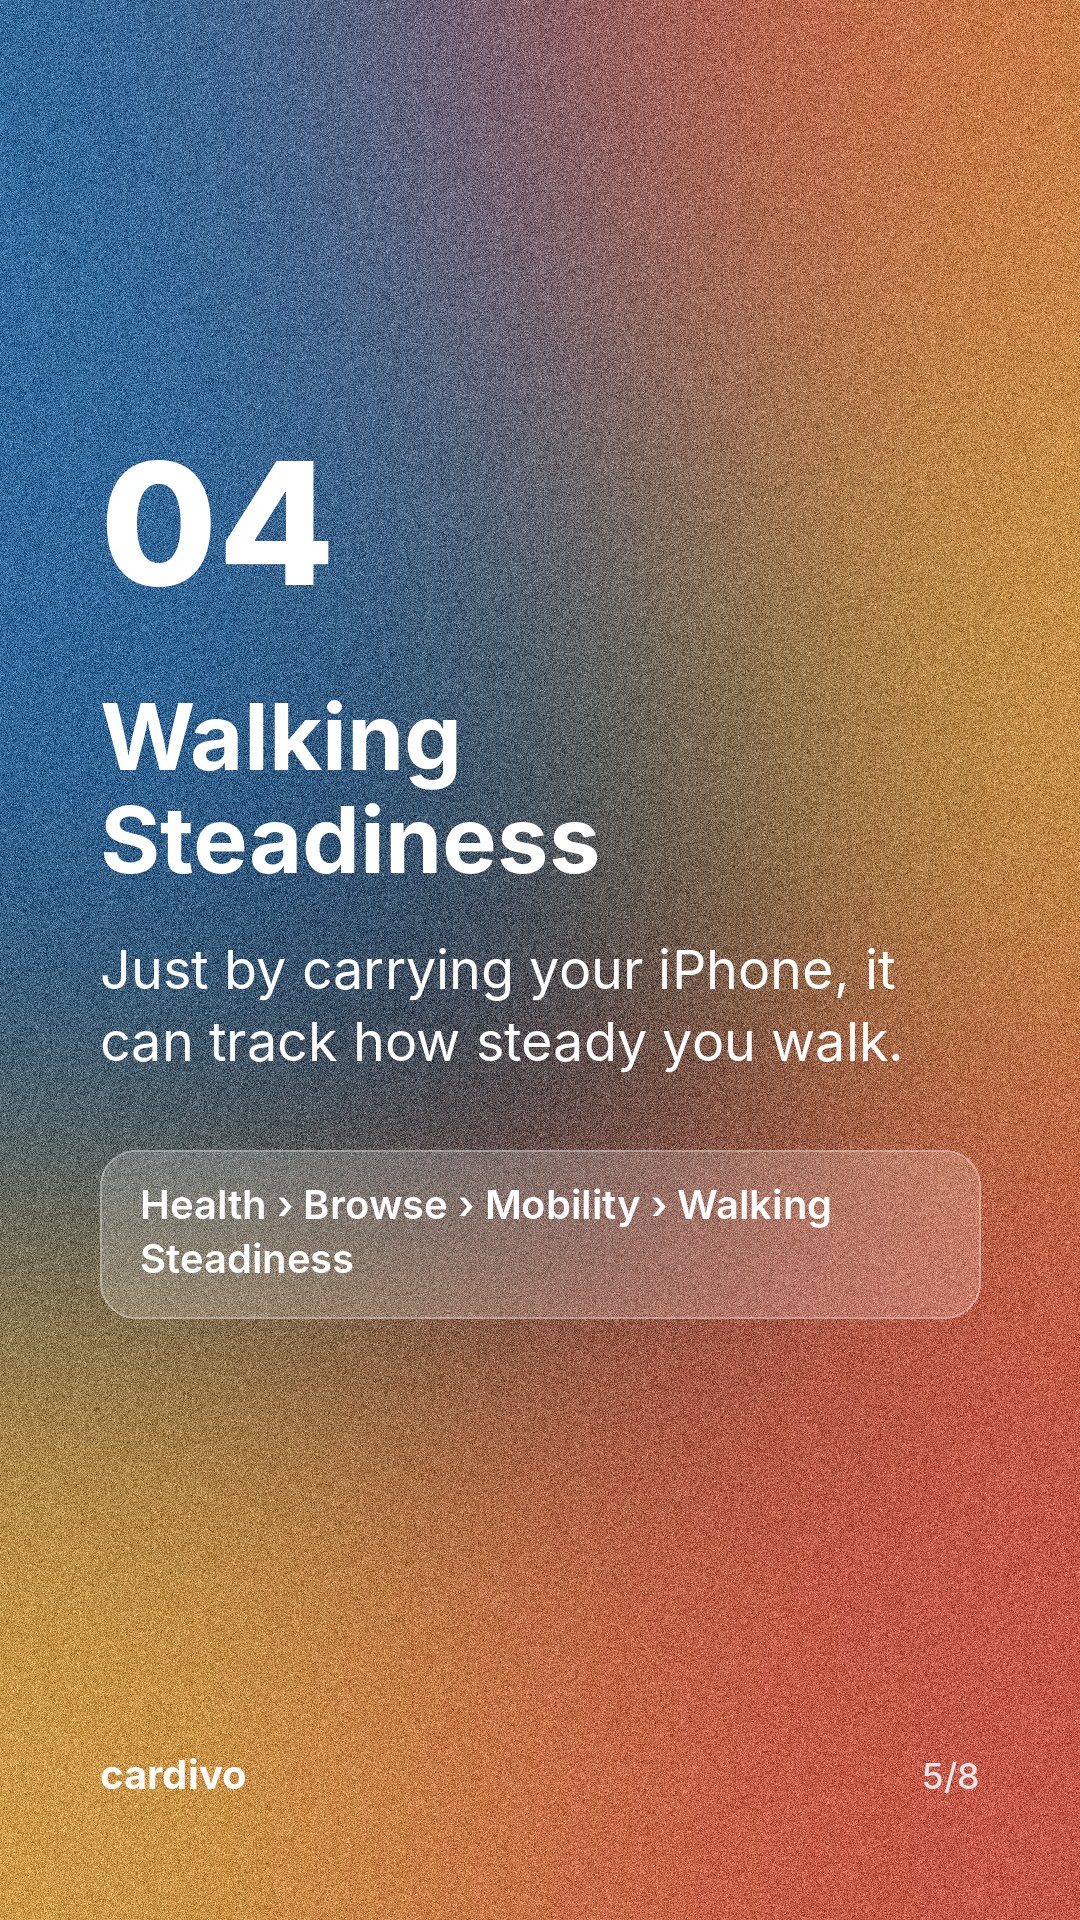 04
Walking
Steadiness
Just by carrying your iPhone, it
can track how steady you walk.
Health › Browse › Mobility › Walking
Steadiness
cardivo
5/8